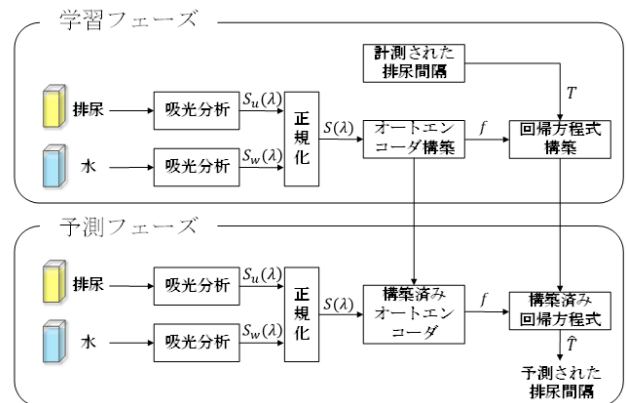 学習フェーズ
計測された
排尿間隔
T
排尿
吸光分析
S_u(λ)
正
規
化
S(λ)
オートエン
コーダ構築
f
回帰方程式
構築
水
吸光分析
S_w(λ)
予測フェーズ
排尿
吸光分析
S_u(λ)
正
規
化
S(λ)
構築済み
オートエン
コーダ
f
構築済み
回帰方程式
水
吸光分析
S_w(λ)
T̂
予測された
排尿間隔